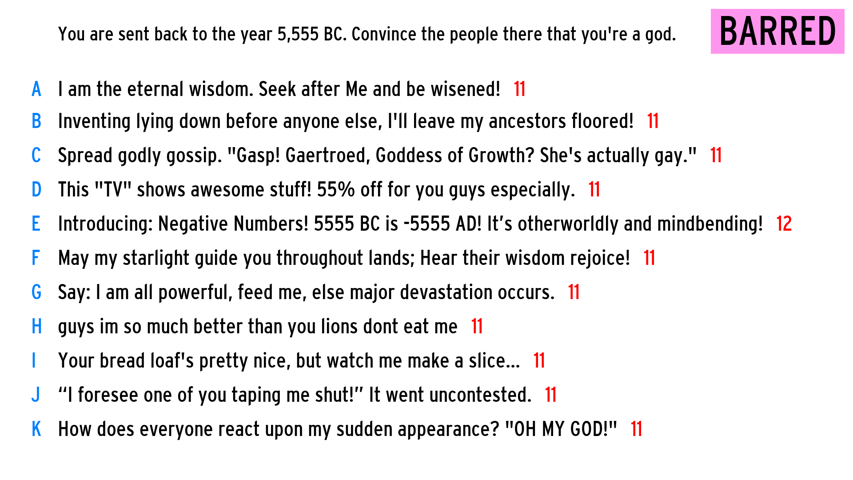 You are sent back to the year 5,555 BC. Convince the people there that you're a god.
BARRED
A I am the eternal wisdom. Seek after Me and be wisened! 11
B Inventing lying down before anyone else, I'll leave my ancestors floored! 11
C Spread godly gossip. "Gasp! Gaertroed, Goddess of Growth? She's actually gay." 11
D This "TV" shows awesome stuff! 55% off for you guys especially. 11
E Introducing: Negative Numbers! 5555 BC is -5555 AD! It’s otherworldly and mindbending! 12
F May my starlight guide you throughout lands; Hear their wisdom rejoice! 11
G Say: I am all powerful, feed me, else major devastation occurs. 11
H guys im so much better than you lions dont eat me 11
I Your bread loaf's pretty nice, but watch me make a slice... 11
J “I foresee one of you taping me shut!” It went uncontested. 11
K How does everyone react upon my sudden appearance? "OH MY GOD!" 11